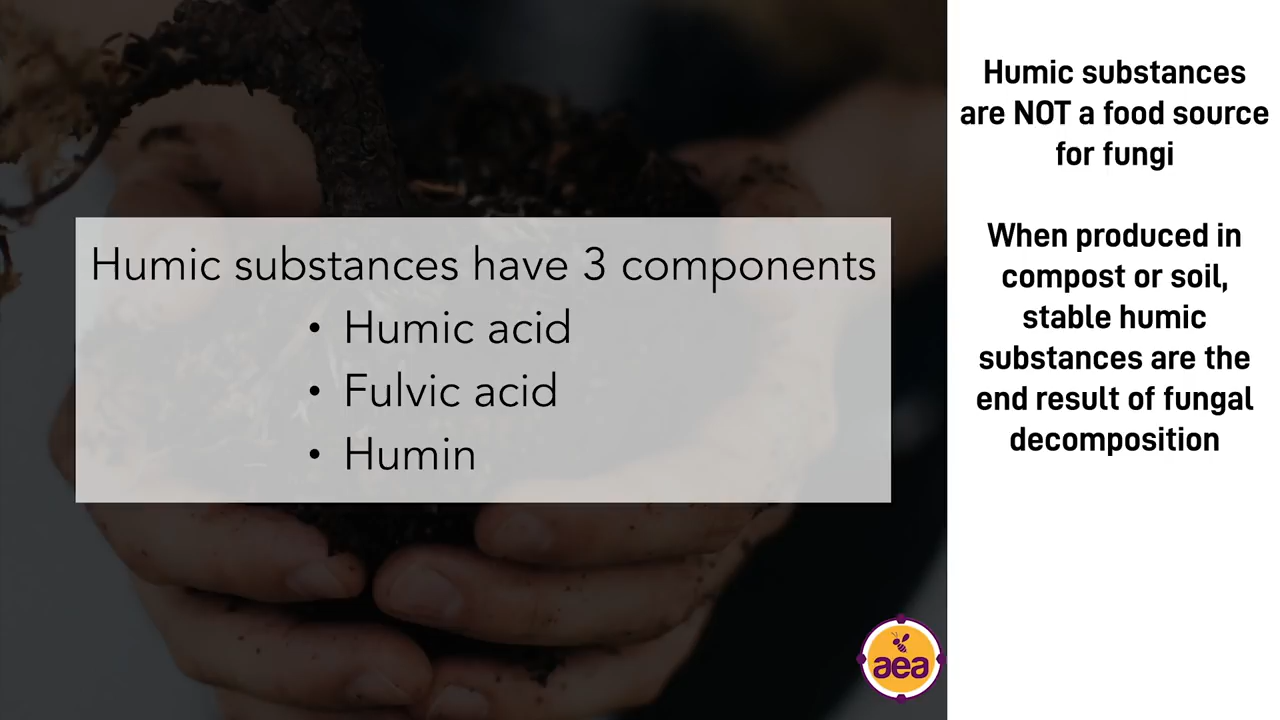 Humic substances have 3 components
• Humic acid
• Fulvic acid
• Humin
aea
Humic substances
are NOT a food source
for fungi
When produced in
compost or soil,
stable humic
substances are the
end result of fungal
decomposition